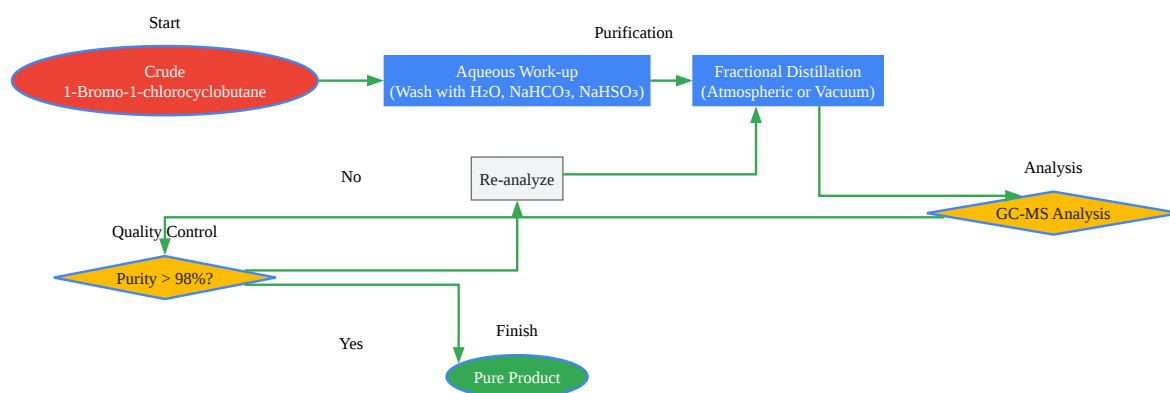 Start
Crude
1-Bromo-1-chlorocyclobutane
Aqueous Work-up
(Wash with H₂O, NaHCO₃, NaHSO₃)
Purification
Fractional Distillation
(Atmospheric or Vacuum)
Analysis
GC-MS Analysis
No
Re-analyze
Quality Control
Purity > 98%?
Yes
Finish
Pure Product